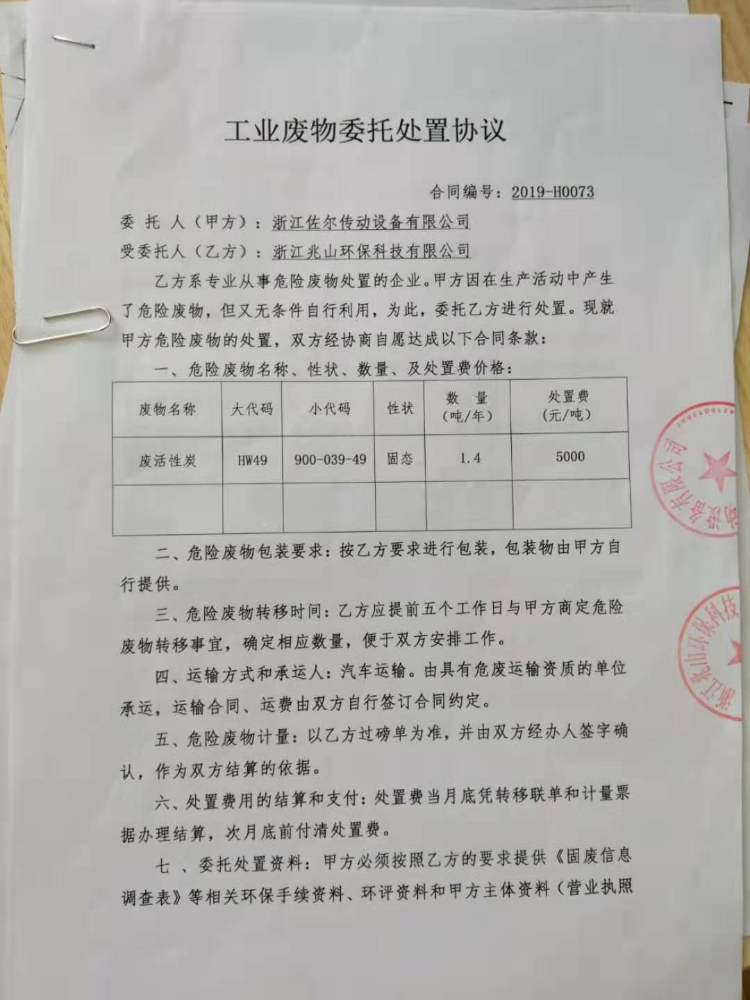 工业废物委托处置协议
合同编号：2019-H0073
委 托 人（甲方）：浙江佐尔传动设备有限公司
受委托人（乙方）：浙江兆山环保科技有限公司
乙方系专业从事危险废物处置的企业。甲方因在生产活动中产生
了危险废物，但又无条件自行利用，为此，委托乙方进行处置。现就
甲方危险废物的处置，双方经协商自愿达成以下合同条款：
一、危险废物名称、性状、数量、及处置费价格：
废物名称 大代码 小代码 性状 数 量（吨/年） 处置费（元/吨）
废活性炭 HW49 900-039-49 固态 1.4 5000
二、危险废物包装要求：按乙方要求进行包装，包装物由甲方自
行提供。
三、危险废物转移时间：乙方应提前五个工作日与甲方商定危险
废物转移事宜，确定相应数量，便于双方安排工作。
四、运输方式和承运人：汽车运输。由具有危废运输资质的单位
承运，运输合同、运费由双方自行签订合同约定。
五、危险废物计量：以乙方过磅单为准，并由双方经办人签字确
认，作为双方结算的依据。
六、处置费用的结算和支付：处置费当月底凭转移联单和计量票
据办理结算，次月底前付清处置费。
七 、委托处置资料：甲方必须按照乙方的要求提供《固废信息
调查表》等相关环保手续资料、环评资料和甲方主体资料（营业执照
动设备有限公司
浙江兆山环保科技